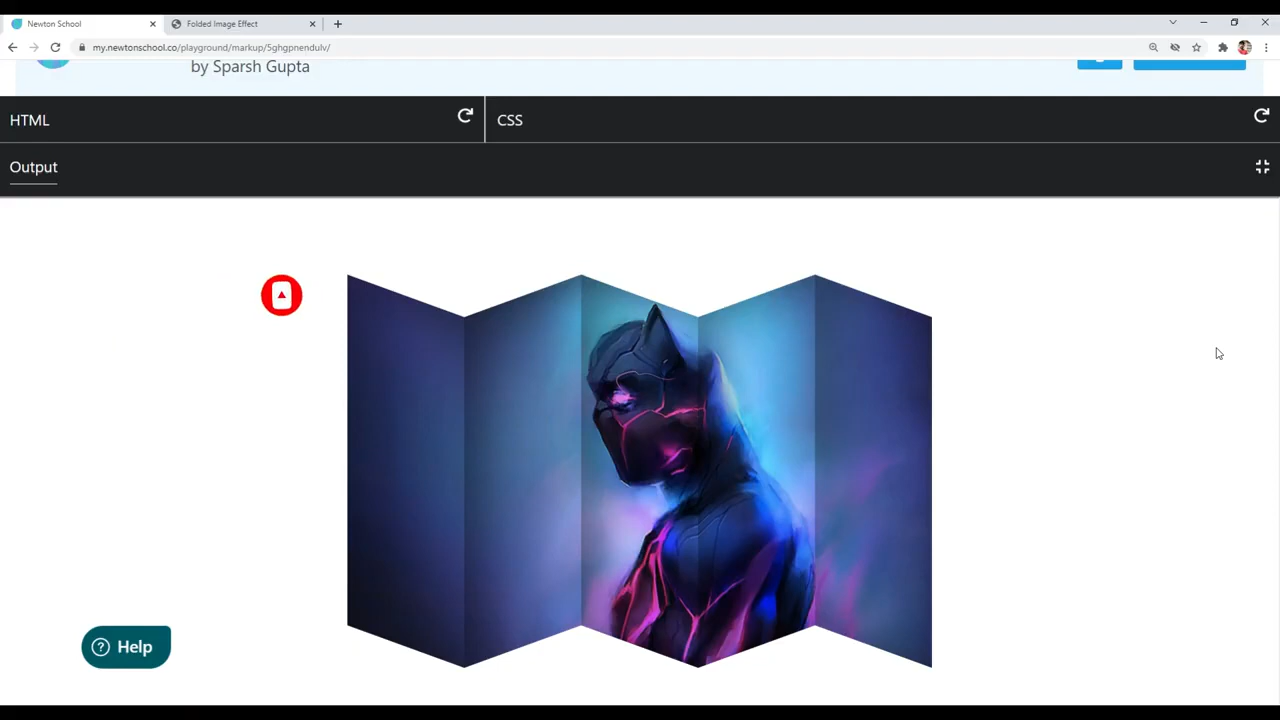 Newton School
Folded Image Effect
my.newtonschool.co/playground/markup/5ghgpnendulv/
by Sparsh Gupta
HTML
CSS
Output
Help